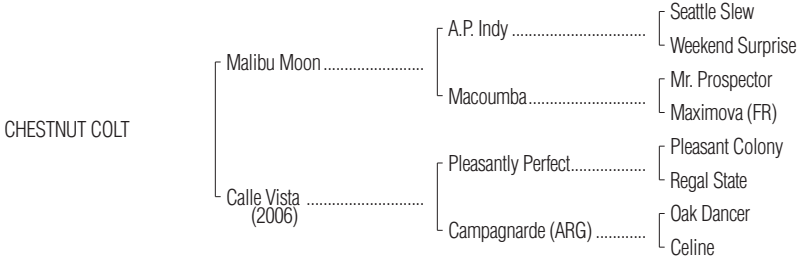 Seattle Slew
A.P. Indy ................................
Weekend Surprise
Malibu Moon........................
Mr. Prospector
Macoumba............................
Maximova (FR)
CHESTNUT COLT
Pleasant Colony
Pleasantly Perfect..................
Regal State
Calle Vista ............................
(2006)
Oak Dancer
Campagnarde (ARG) ............
Celine